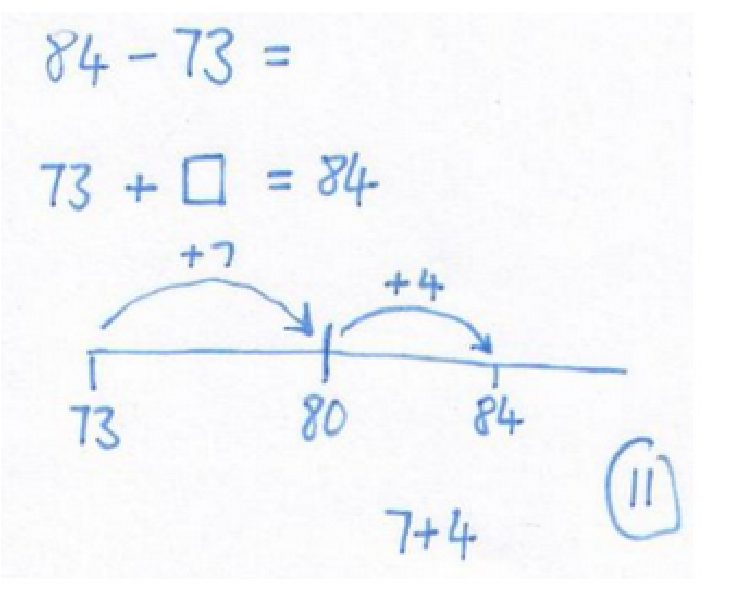 84 - 73 =
73 + □ = 84
+7 +4
73 80 84
11
7+4